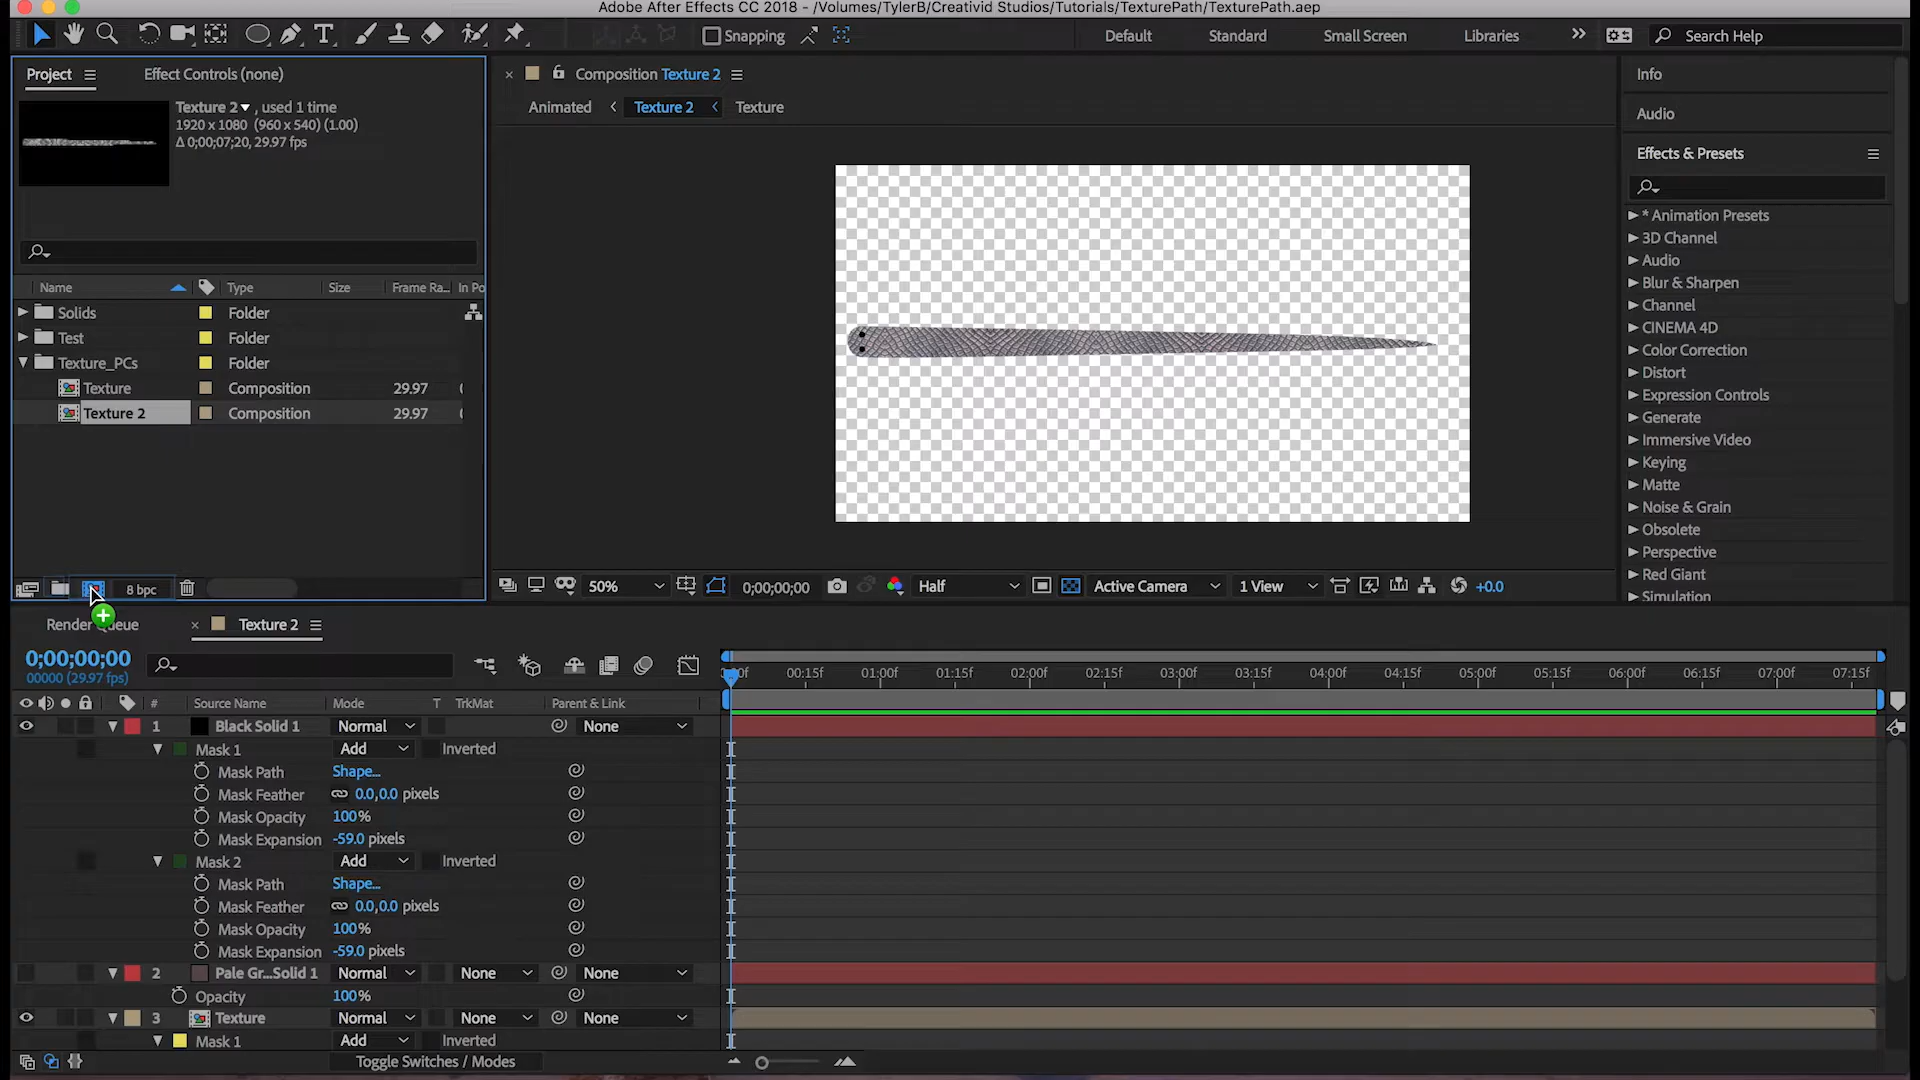 Adobe After Effects CC 2018 - /Volumes/TylerB/Creativid Studios/Tutorials/TexturePath/TexturePath.aep
Snapping
Default
Standard
Small Screen
Libraries
Search Help
Project
Effect Controls (none)
Texture 2 , used 1 time
1920 x 1080 (960 x 540) (1.00)
Δ 0;00;07;20, 29.97 fps
Name
Type
Size
Frame Ra...
In Po
Solids
Folder
Test
Folder
Texture_PCs
Folder
Texture
Composition
29.97
Texture 2
Composition
29.97
8 bpc
Composition Texture 2
Animated
Texture 2
Texture
50%
0;00;00;00
Half
Active Camera
1 View
+0.0
Info
Audio
Effects & Presets
* Animation Presets
3D Channel
Audio
Blur & Sharpen
Channel
CINEMA 4D
Color Correction
Distort
Expression Controls
Generate
Immersive Video
Keying
Matte
Noise & Grain
Obsolete
Perspective
Red Giant
Simulation
Render Queue
Texture 2
0;00;00;00
00000 (29.97 fps)
00f 00:15f 01:00f 01:15f 02:00f 02:15f 03:00f 03:15f 04:00f 04:15f 05:00f 05:15f 06:00f 06:15f 07:00f 07:15f
# Source Name Mode T TrkMat Parent & Link
1 Black Solid 1 Normal None
Mask 1 Add Inverted
Mask Path Shape...
Mask Feather 0.0,0.0 pixels
Mask Opacity 100%
Mask Expansion -59.0 pixels
Mask 2 Add Inverted
Mask Path Shape...
Mask Feather 0.0,0.0 pixels
Mask Opacity 100%
Mask Expansion -59.0 pixels
2 Pale Gr...Solid 1 Normal None None
Opacity 100%
3 Texture Normal None None
Mask 1 Add Inverted
Toggle Switches / Modes